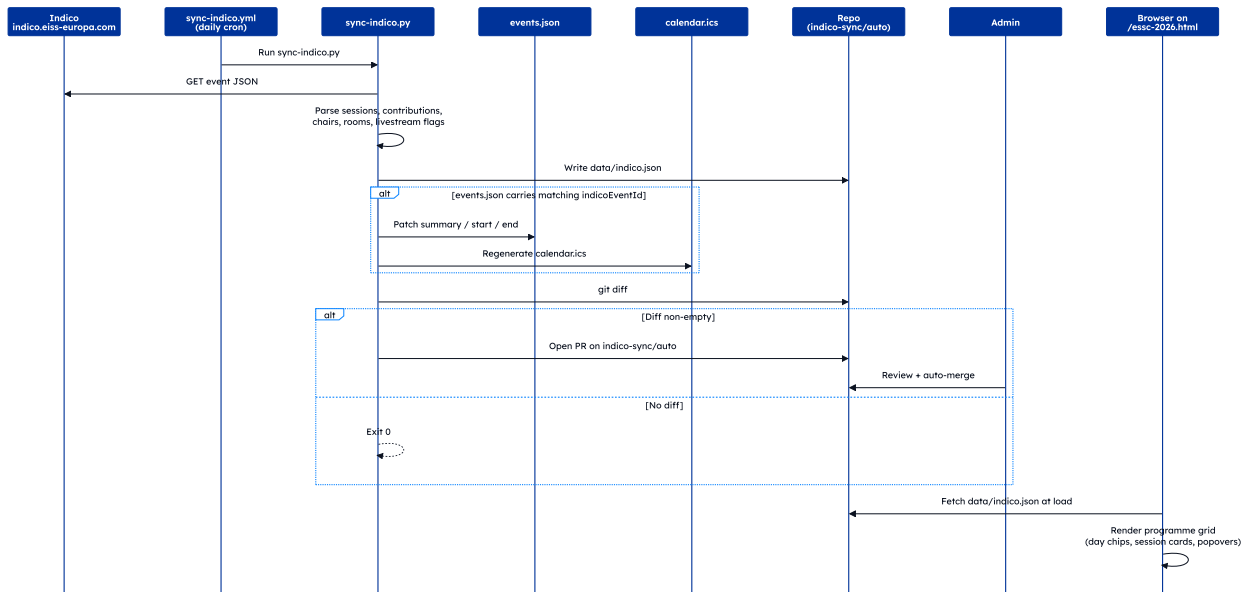 Indico
indico.eiss-europa.com
sync-indico.yml
(daily cron)
sync-indico.py
events.json
calendar.ics
Repo
(indico-sync/auto)
Admin
Browser on
/essc-2026.html
Run sync-indico.py
GET event JSON
Parse sessions, contributions,
chairs, rooms, livestream flags
Write data/indico.json
alt
[events.json carries matching indicoEventId]
Patch summary / start / end
Regenerate calendar.ics
git diff
alt
[Diff non-empty]
Open PR on indico-sync/auto
Review + auto-merge
[No diff]
Exit 0
Fetch data/indico.json at load
Render programme grid
(day chips, session cards, popovers)